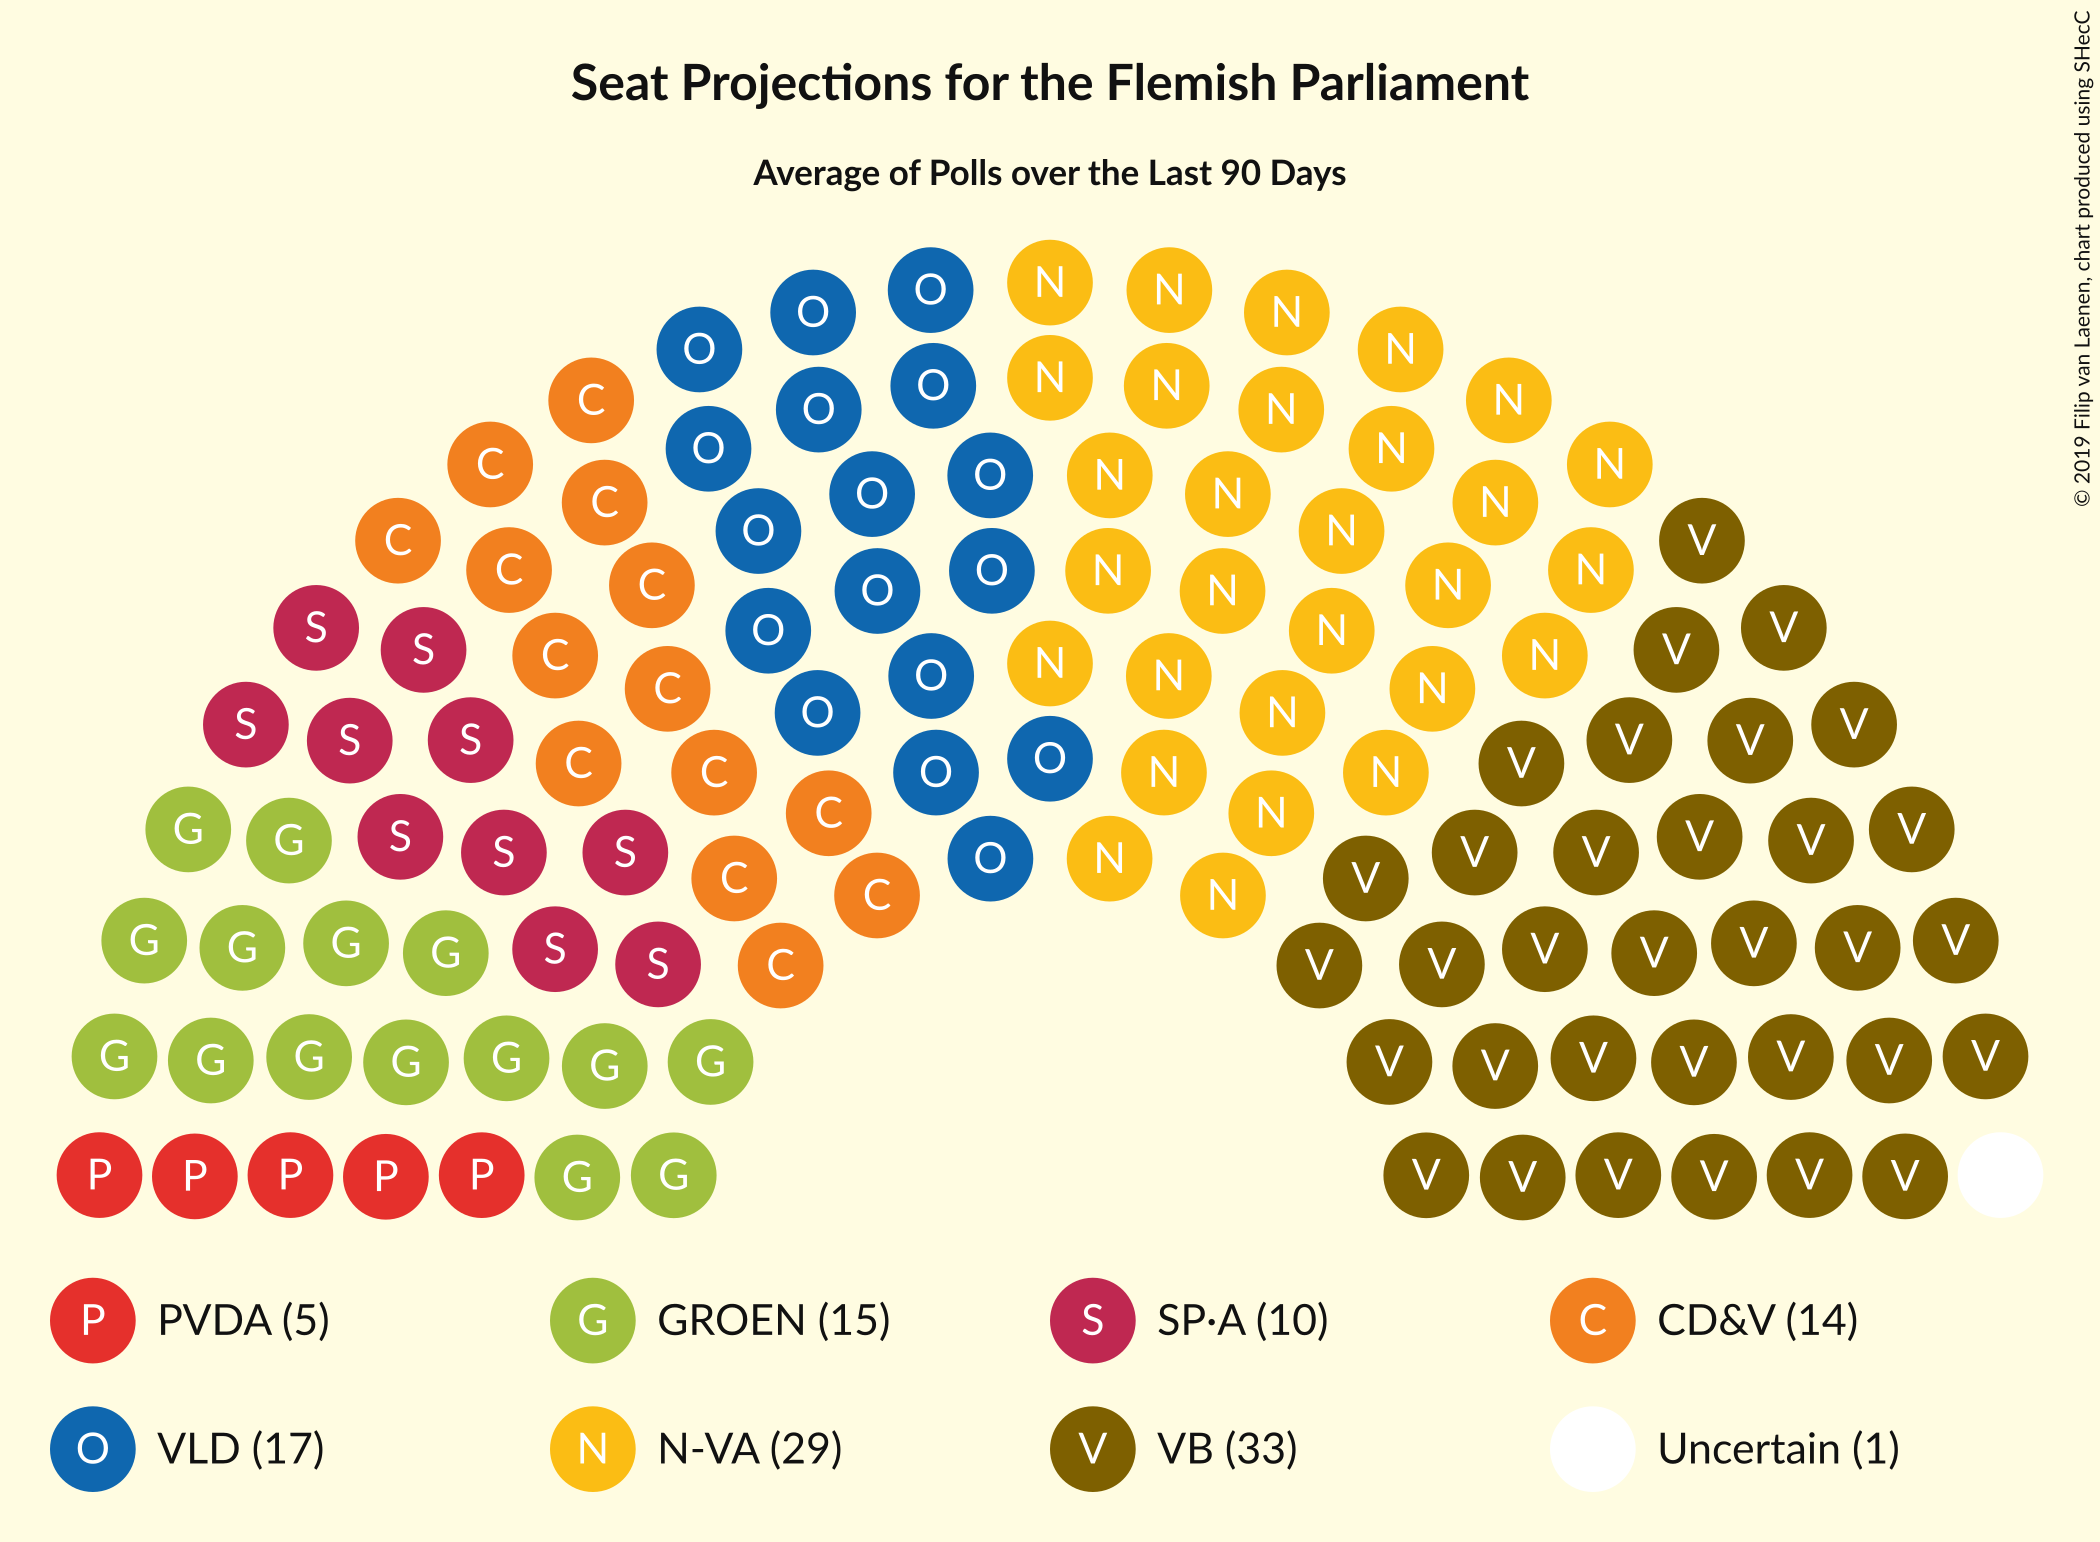 Seat Projections for the Flemish Parliament
Average of Polls over the Last 90 Days
© 2019 Filip van Laenen, chart produced using SHecC
N
O N
O N
O N
O N
O N
O N
C N
O N
C N
O N
O N
C N
C N
O N
C V
O N
C N
O N
C N
S V
O N
S V
C N
O N
O N
C N
S V
O N
S S V V
S C V V
O
O N
C N
C N
G V
G S V V
S S V V
O N
C V
C N
G V
G G V V
G S V V
G V
S V
C V
G G G G G G G V V V V V V V
P P P P P G G V V V V V V
P PVDA (5) G GROEN (15) S SP·A (10) C CD&V (14)
O VLD (17) N N-VA (29) V VB (33) Uncertain (1)